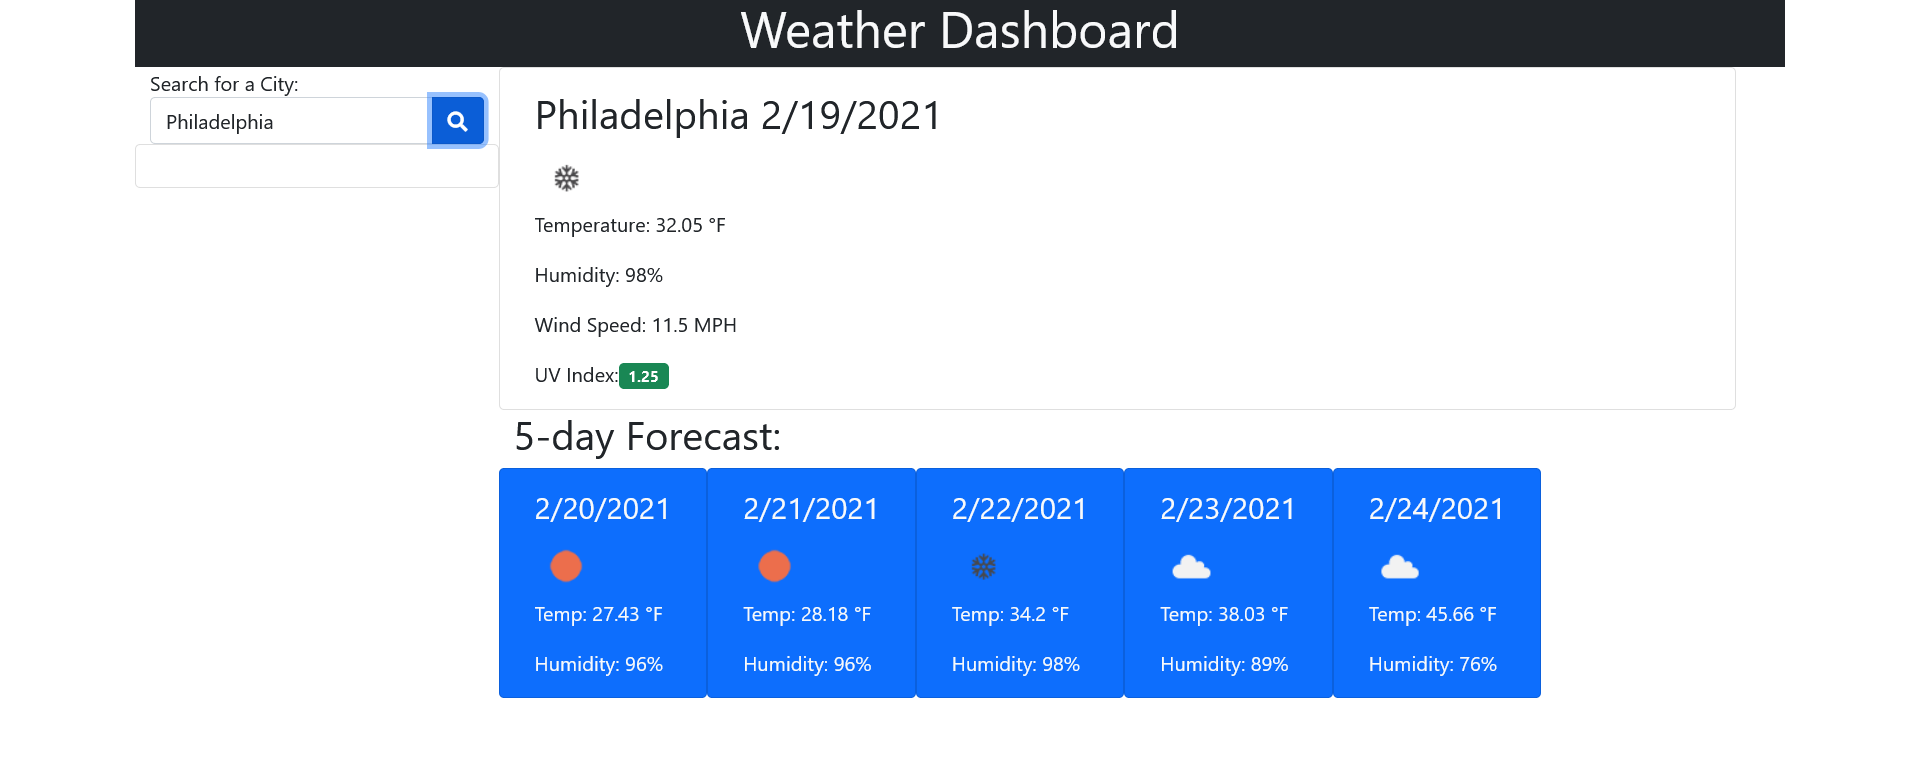 Weather Dashboard
Search for a City:
Philadelphia
Philadelphia 2/19/2021
Temperature: 32.05 °F
Humidity: 98%
Wind Speed: 11.5 MPH
UV Index: 1.25
5-day Forecast:
2/20/2021
Temp: 27.43 °F
Humidity: 96%
2/21/2021
Temp: 28.18 °F
Humidity: 96%
2/22/2021
Temp: 34.2 °F
Humidity: 98%
2/23/2021
Temp: 38.03 °F
Humidity: 89%
2/24/2021
Temp: 45.66 °F
Humidity: 76%